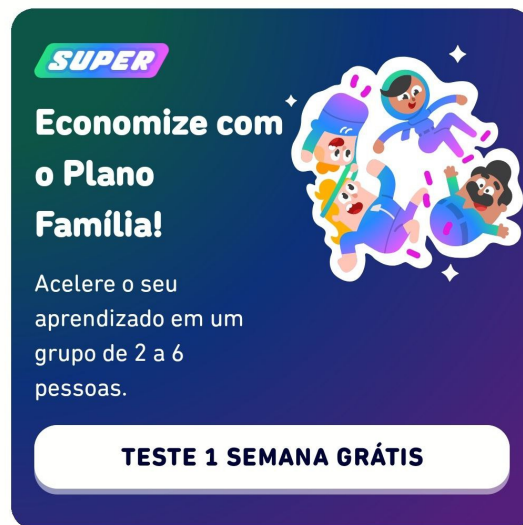 SUPER
Economize com
o Plano
Família!
Acelere o seu
aprendizado em um
grupo de 2 a 6
pessoas.
TESTE 1 SEMANA GRÁTIS